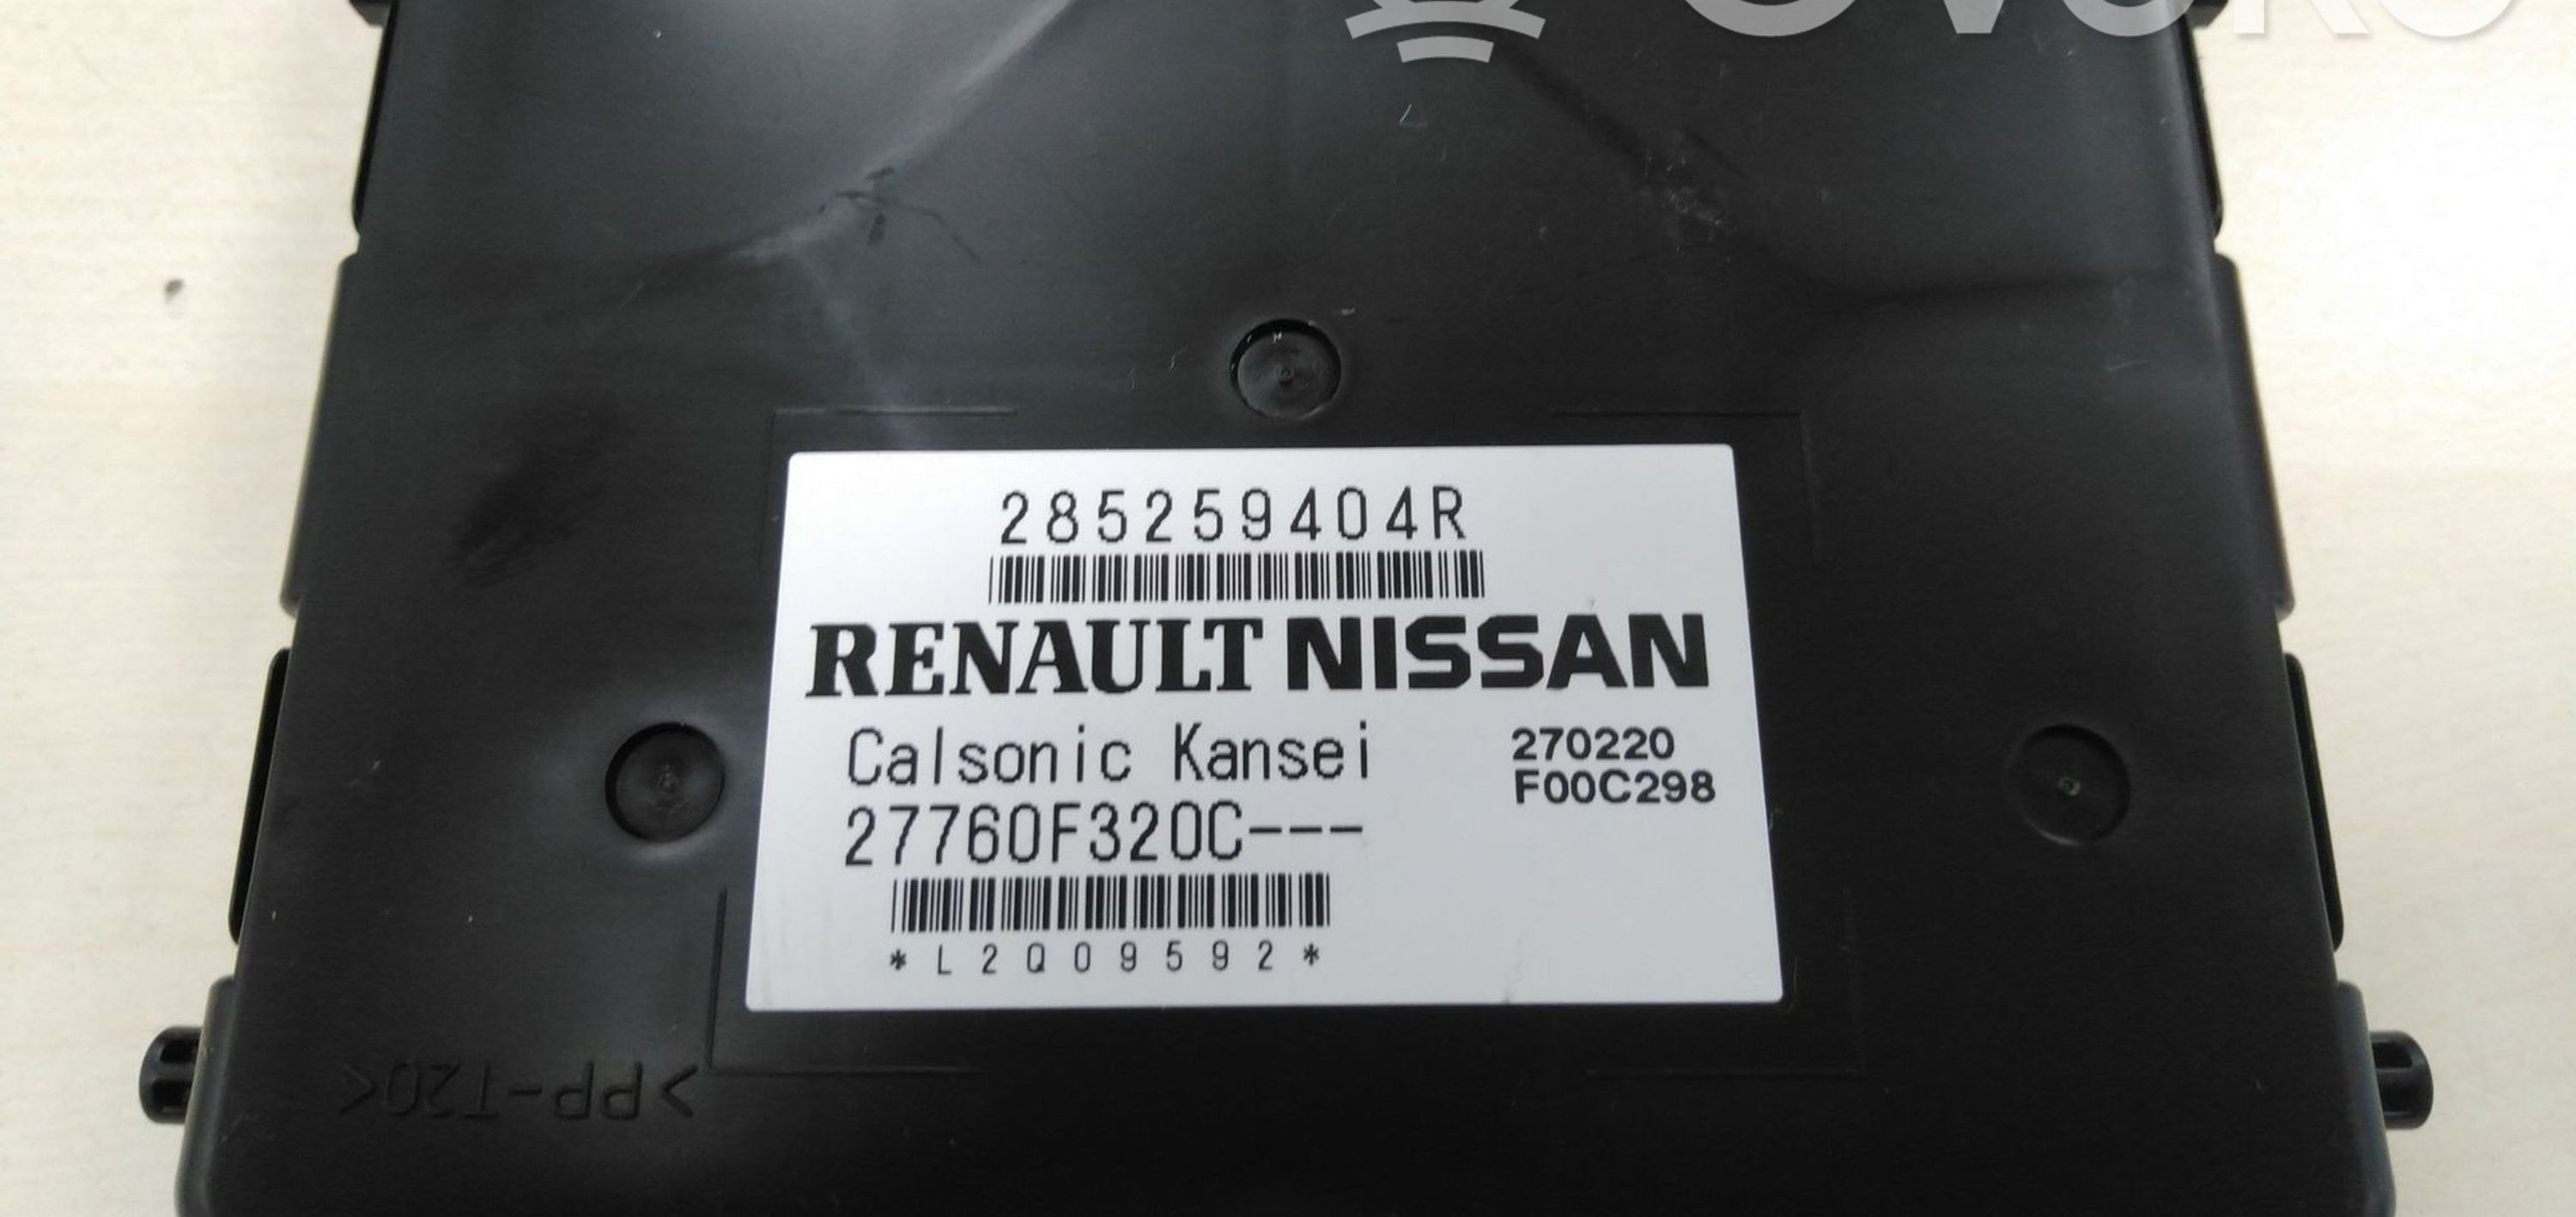 285259404R
RENAULT NISSAN
Calsonic Kansei
270220
F00C298
27760F320C---
*L2Q09592*
>PP-T20<